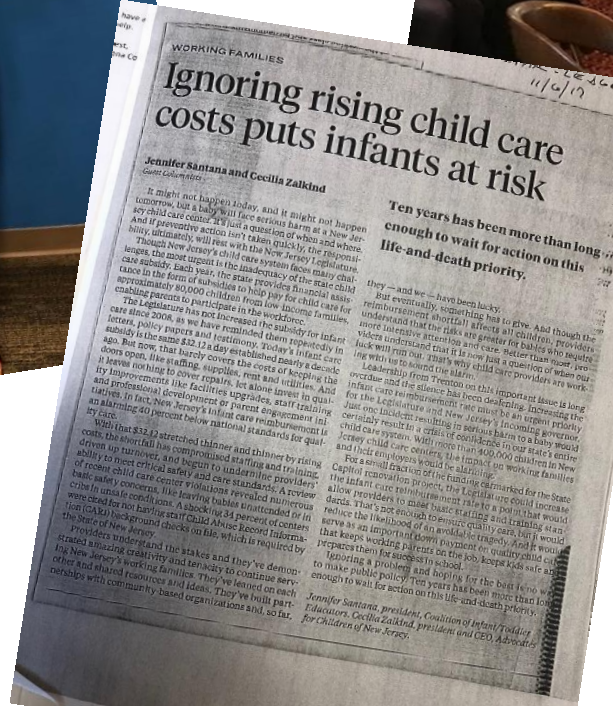 have a
elp.
est,
na Co
11/6/17
WORKING FAMILIES
Ignoring rising child care
costs puts infants at risk
Jennifer Santana and Cecilia Zalkind
Guest Columnists
It might not happen today, and it might not happen
tomorrow, but a baby will face serious harm at a New Jer-
sey child care center. It's just a question of when and where.
And if preventive action isn't taken quickly, the responsi-
bility, ultimately, will rest with the New Jersey Legislature.
Though New Jersey's child care system faces many chal-
lenges, the most urgent is the inadequacy of the state child
care subsidy. Each year, the state provides financial assis-
tance in the form of subsidies to help pay for child care for
approximately 80,000 children from low income families,
enabling parents to participate in the workforce.
The Legislature has not increased the subsidy for infant
care since 2008, as we have reminded them repeatedly in
letters, policy papers and testimony. Today's infant care
subsidy is the same $32.12 a day established nearly a decade
ago. But now, that barely covers the costs of keeping the
doors open, like staffing, supplies, rent and utilities. And
it leaves nothing to cover repairs, let alone invest in qual-
ity improvements like facilities upgrades, staff training
and professional development or parent engagement ini-
tiatives. In fact, New Jersey's infant care reimbursement is
an alarming 40 percent below national standards for qual-
ity care.
With that $32.12 stretched thinner and thinner by rising
costs, the shortfall has compromised staffing and training,
driven up turnover, and begun to undermine providers'
ability to meet critical safety and care standards. A review
of recent child care center violations revealed numerous
basic safety concerns, like leaving babies unattended or in
cribs in unsafe conditions. A shocking 34 percent of centers
were cited for not having staff Child Abuse Record Informa-
tion (CARI) background checks on file, which is required by
the State of New Jersey.
Providers understand the stakes and they've demon-
strated amazing creativity and tenacity to continue serv-
ing New Jersey's working families. They've leaned on each
other and shared resources and ideas. They've built part-
nerships with community-based organizations and, so far,
Ten years has been more than long
enough to wait for action on this
life-and-death priority.
they — and we — have been lucky.
But eventually, something has to give. And though the
reimbursement shortfall affects all children, providers
understand that the risks are greater for babies who require
more intensive attention and care. Better than most, pro-
viders understand that it is now just a question of when our
luck will run out. That's why child care providers are work-
ing with us to sound the alarm.
Leadership from Trenton on this important issue is long
overdue and the silence has been deafening. Increasing the
infant care reimbursement rate must be an urgent priority
for the Legislature and New Jersey's incoming governor.
Just one incident resulting in serious harm to a baby would
certainly result in a crisis of confidence in our state's entire
child care system. With more than 400,000 children in New
Jersey child care centers, the impact on working families
and their employers would be alarming.
For a small fraction of the funding earmarked for the State
Capitol renovation project, the Legislature could increase
the infant care reimbursement rate to a point that would
allow providers to meet basic staffing and training stan-
dards. That's not enough to ensure quality care, but it would
reduce the likelihood of an avoidable tragedy. And it would
serve as an important down payment on quality child care
that keeps working parents on the job, keeps kids safe and
prepares them for success in school.
Ignoring a problem and hoping for the best is no way
to make public policy. Ten years has been more than long
enough to wait for action on this life-and-death priority.
Jennifer Santana, president, Coalition of Infant/Toddler
Educators. Cecilia Zalkind, president and CEO, Advocates
for Children of New Jersey.